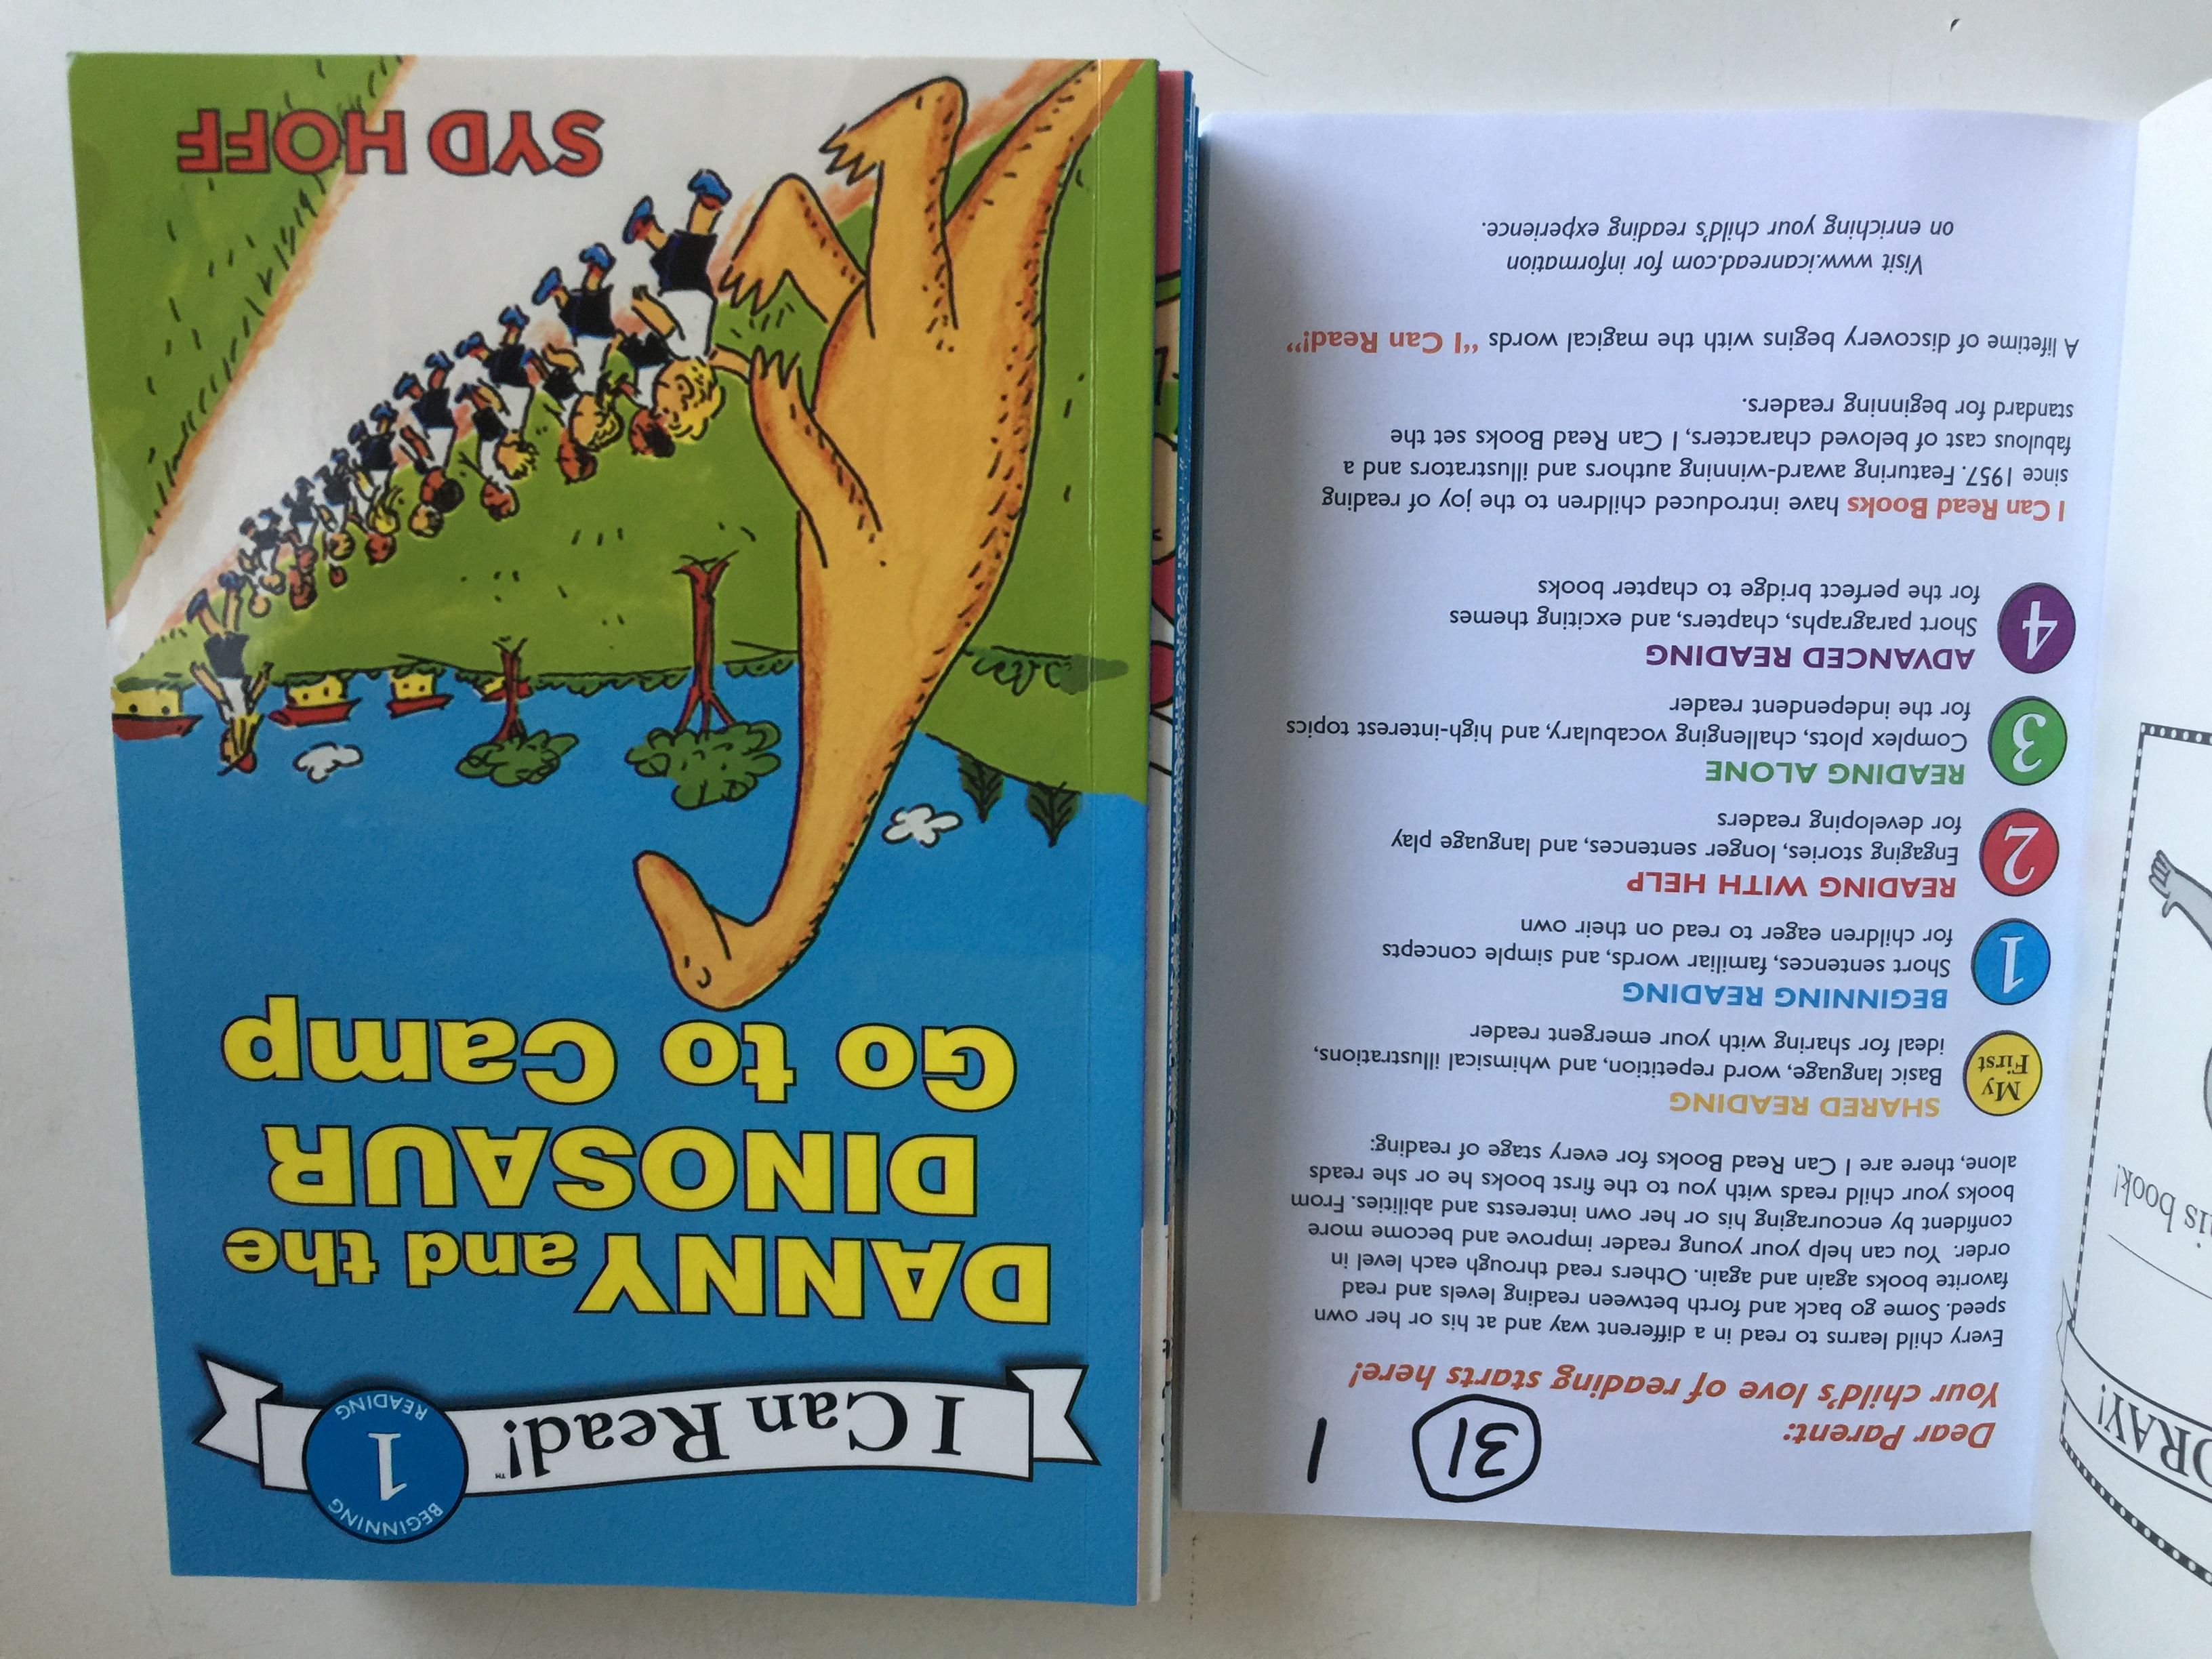 ORAY!
is book!
31 1
Dear Parent:
Your child's love of reading starts here!
Every child learns to read in a different way and at his or her own
speed. Some go back and forth between reading levels and read
favorite books again and again. Others read through each level in
order. You can help your young reader improve and become more
confident by encouraging his or her own interests and abilities. From
books your child reads with you to the first books he or she reads
alone, there are I Can Read Books for every stage of reading:
My
First
SHARED READING
Basic language, word repetition, and whimsical illustrations,
ideal for sharing with your emergent reader
1
BEGINNING READING
Short sentences, familiar words, and simple concepts
for children eager to read on their own
2
READING WITH HELP
Engaging stories, longer sentences, and language play
for developing readers
3
READING ALONE
Complex plots, challenging vocabulary, and high-interest topics
for the independent reader
4
ADVANCED READING
Short paragraphs, chapters, and exciting themes
for the perfect bridge to chapter books
I Can Read Books have introduced children to the joy of reading
since 1957. Featuring award-winning authors and illustrators and a
fabulous cast of beloved characters, I Can Read Books set the
standard for beginning readers.
A lifetime of discovery begins with the magical words “I Can Read!”
Visit www.icanread.com for information
on enriching your child's reading experience.
I Can Read!™
BEGINNING
1
READING
DANNY and the
DINOSAUR
Go to Camp
SYD HOFF